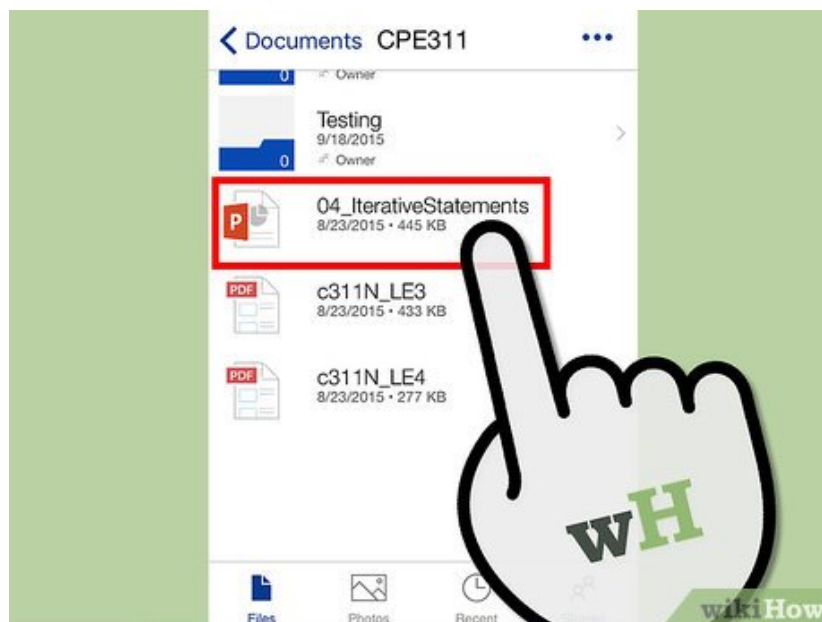 Documents CPE311
0 Owner
Testing
9/18/2015
0 Owner
P 04_IterativeStatements
8/23/2015 • 445 KB
PDF c311N_LE3
8/23/2015 • 433 KB
PDF c311N_LE4
8/23/2015 • 277 KB
wH
Files Photos Recent
wikiHow